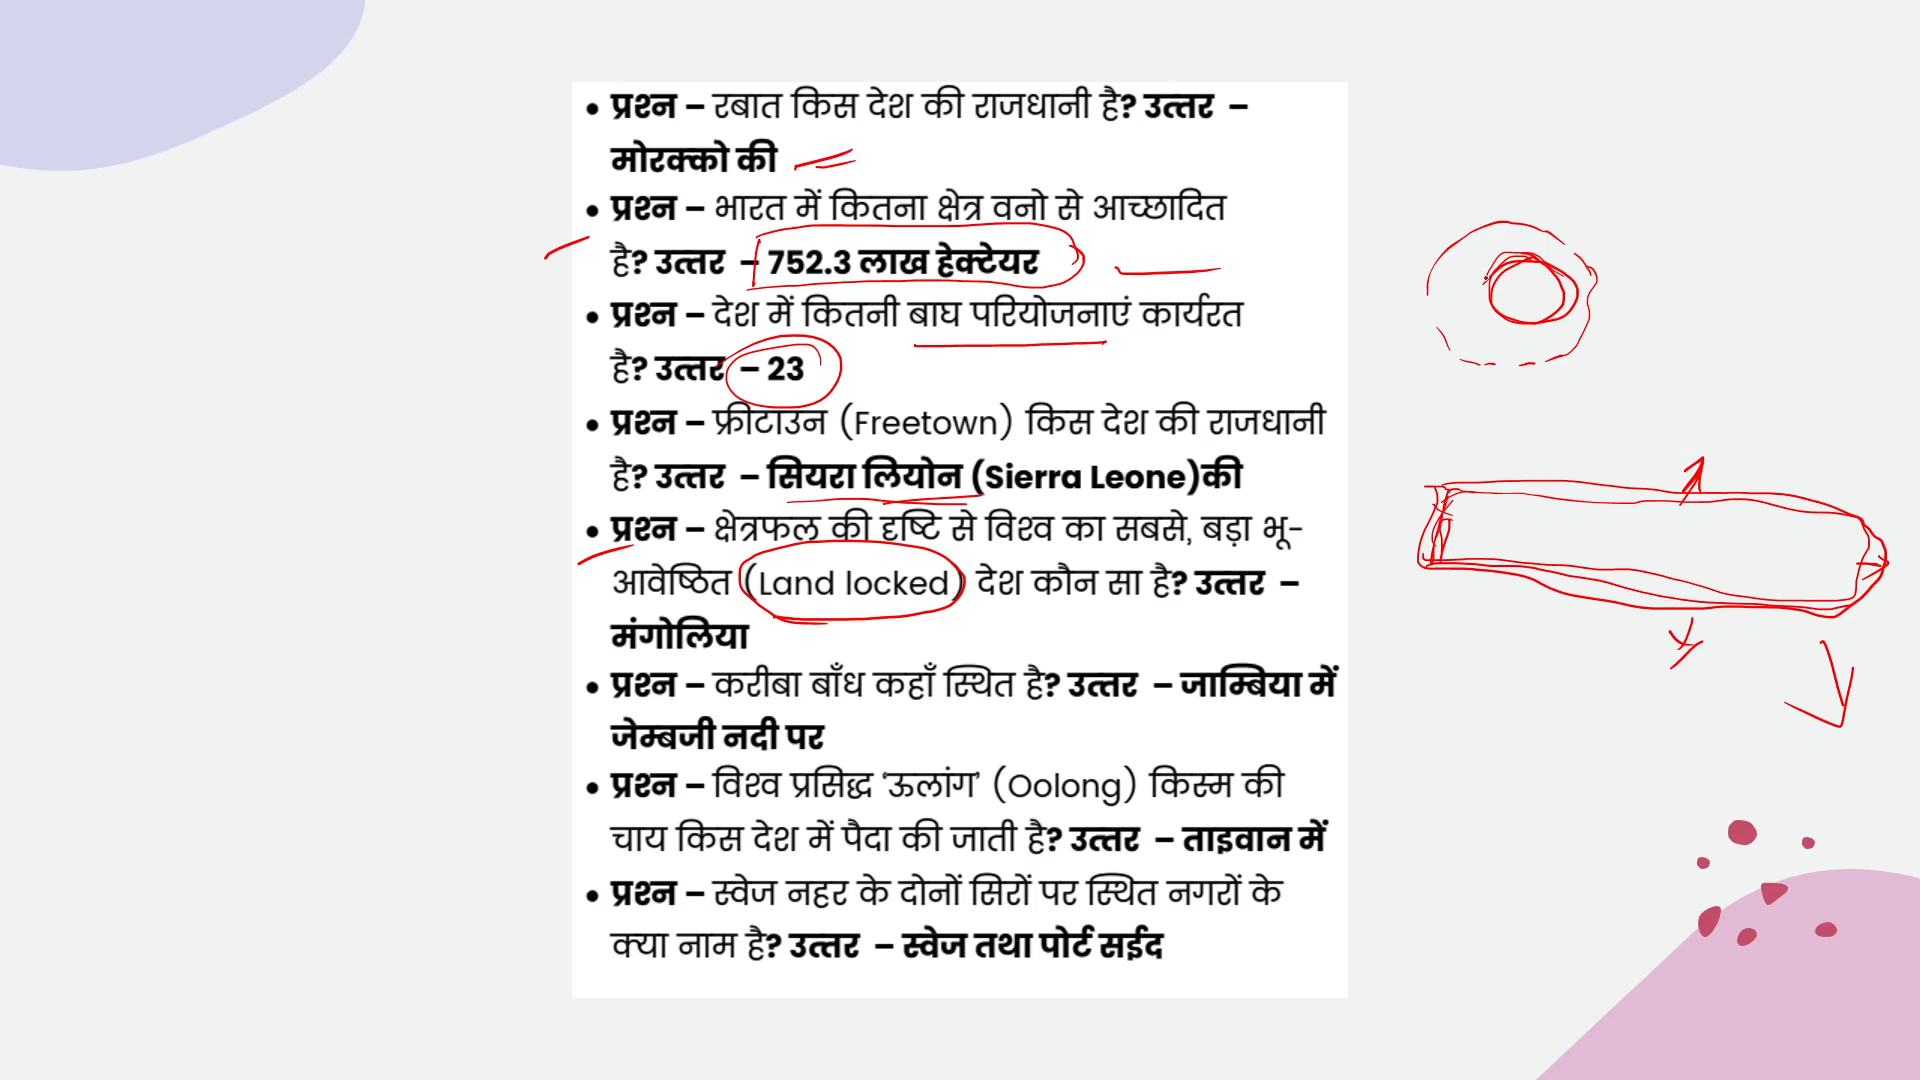 • प्रश्न – रबात किस देश की राजधानी है? उत्तर –
मोरक्को की
• प्रश्न – भारत में कितना क्षेत्र वनो से आच्छादित
है? उत्तर – 752.3 लाख हेक्टेयर
• प्रश्न – देश में कितनी बाघ परियोजनाएं कार्यरत
है? उत्तर – 23
• प्रश्न – फ्रीटाउन (Freetown) किस देश की राजधानी
है? उत्तर – सियरा लियोन (Sierra Leone)की
• प्रश्न – क्षेत्रफल की दृष्टि से विश्व का सबसे, बड़ा भू-
आवेष्ठित (Land locked) देश कौन सा है? उत्तर –
मंगोलिया
• प्रश्न – करीबा बाँध कहाँ स्थित है? उत्तर – जाम्बिया में
जेम्बजी नदी पर
• प्रश्न – विश्व प्रसिद्ध ‘ऊलांग’ (Oolong) किस्म की
चाय किस देश में पैदा की जाती है? उत्तर – ताइवान में
• प्रश्न – स्वेज नहर के दोनों सिरों पर स्थित नगरों के
क्या नाम है? उत्तर – स्वेज तथा पोर्ट सईद